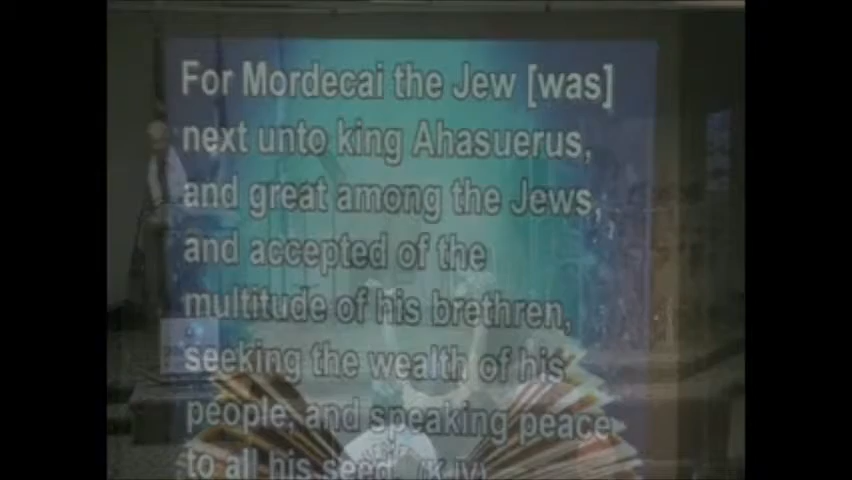 For Mordecai the Jew [was]
next unto king Ahasuerus,
and great among the Jews,
and accepted of the
multitude of his brethren,
seeking the wealth of his
people, and speaking peace
to all his seed. (KJV)